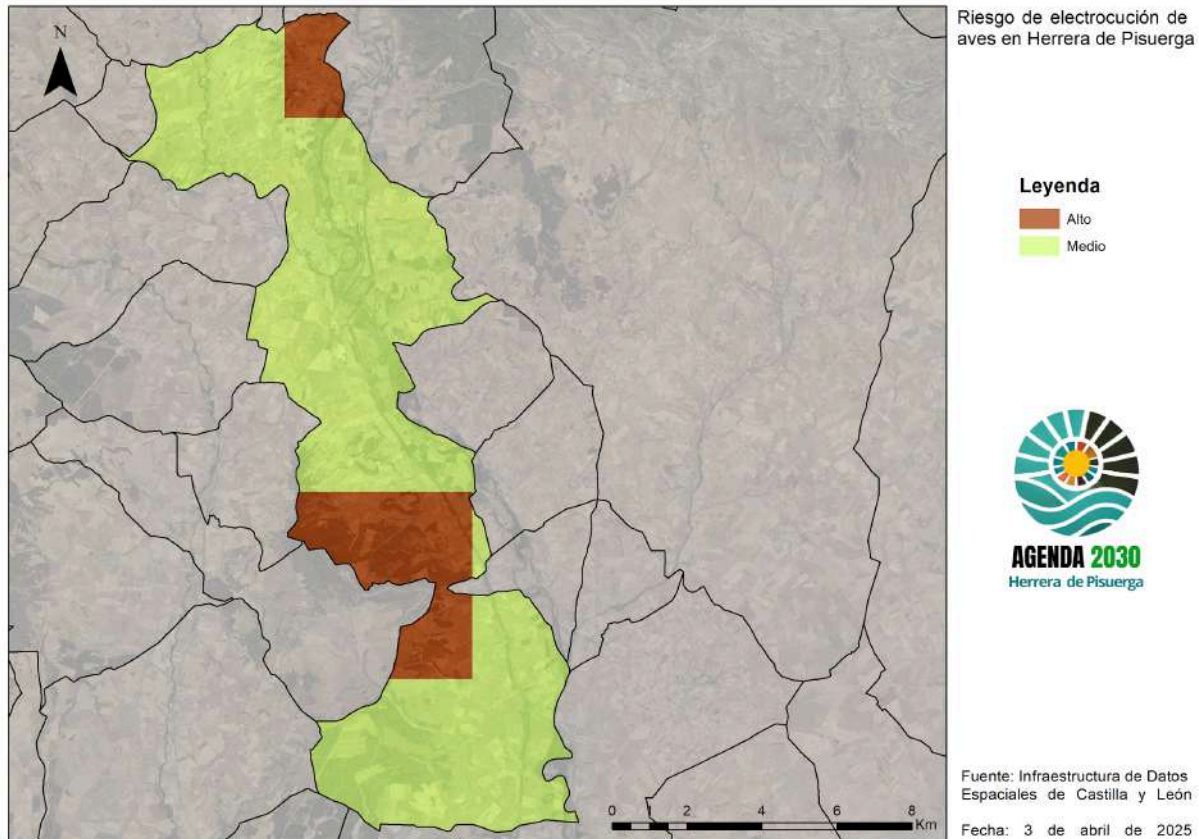 Riesgo de electrocución de
aves en Herrera de Pisuerga
N
Leyenda
Alto
Medio
AGENDA 2030
Herrera de Pisuerga
0 1 2 4 6 8
Km
Fuente: Infraestructura de Datos
Espaciales de Castilla y León
Fecha: 3 de abril de 2025